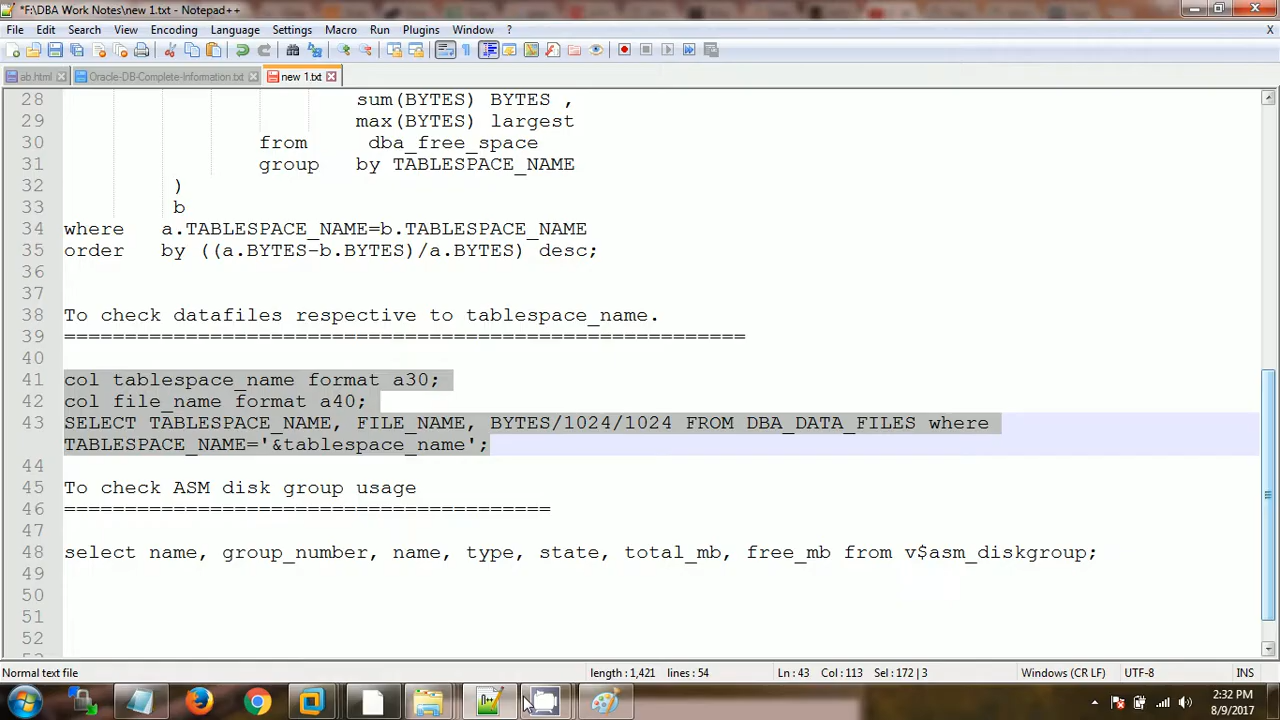 *F:\DBA Work Notes\new 1.txt - Notepad++
File Edit Search View Encoding Language Settings Macro Run Plugins Window ? X
ab.html Oracle-DB-Complete-Information.txt new 1.txt
28 sum(BYTES) BYTES ,
29 max(BYTES) largest
30 from dba_free_space
31 group by TABLESPACE_NAME
32 )
33 b
34 where a.TABLESPACE_NAME=b.TABLESPACE_NAME
35 order by ((a.BYTES-b.BYTES)/a.BYTES) desc;
36
37
38 To check datafiles respective to tablespace_name.
39 ========================================================
40
41 col tablespace_name format a30;
42 col file_name format a40;
43 SELECT TABLESPACE_NAME, FILE_NAME, BYTES/1024/1024 FROM DBA_DATA_FILES where
TABLESPACE_NAME='&tablespace_name';
44
45 To check ASM disk group usage
46 ========================================
47
48 select name, group_number, name, type, state, total_mb, free_mb from v$asm_diskgroup;
49
50
51
52
Normal text file length : 1,421 lines : 54 Ln : 43 Col : 113 Sel : 172 | 3 Windows (CR LF) UTF-8 INS
2:32 PM
8/9/2017